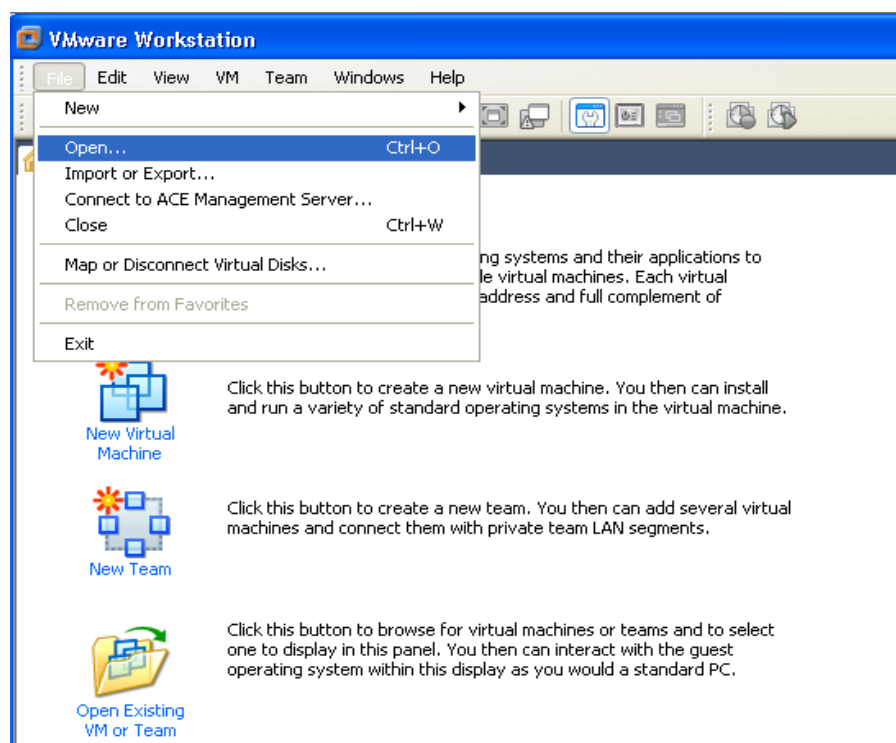 VMware Workstation
File Edit View VM Team Windows Help
New
Open... Ctrl+O
Import or Export...
Connect to ACE Management Server...
Close Ctrl+W
Map or Disconnect Virtual Disks...
Remove from Favorites
Exit
ng systems and their applications to
le virtual machines. Each virtual
address and full complement of
Click this button to create a new virtual machine. You then can install
and run a variety of standard operating systems in the virtual machine.
New Virtual
Machine
Click this button to create a new team. You then can add several virtual
machines and connect them with private team LAN segments.
New Team
Click this button to browse for virtual machines or teams and to select
one to display in this panel. You then can interact with the guest
operating system within this display as you would a standard PC.
Open Existing
VM or Team